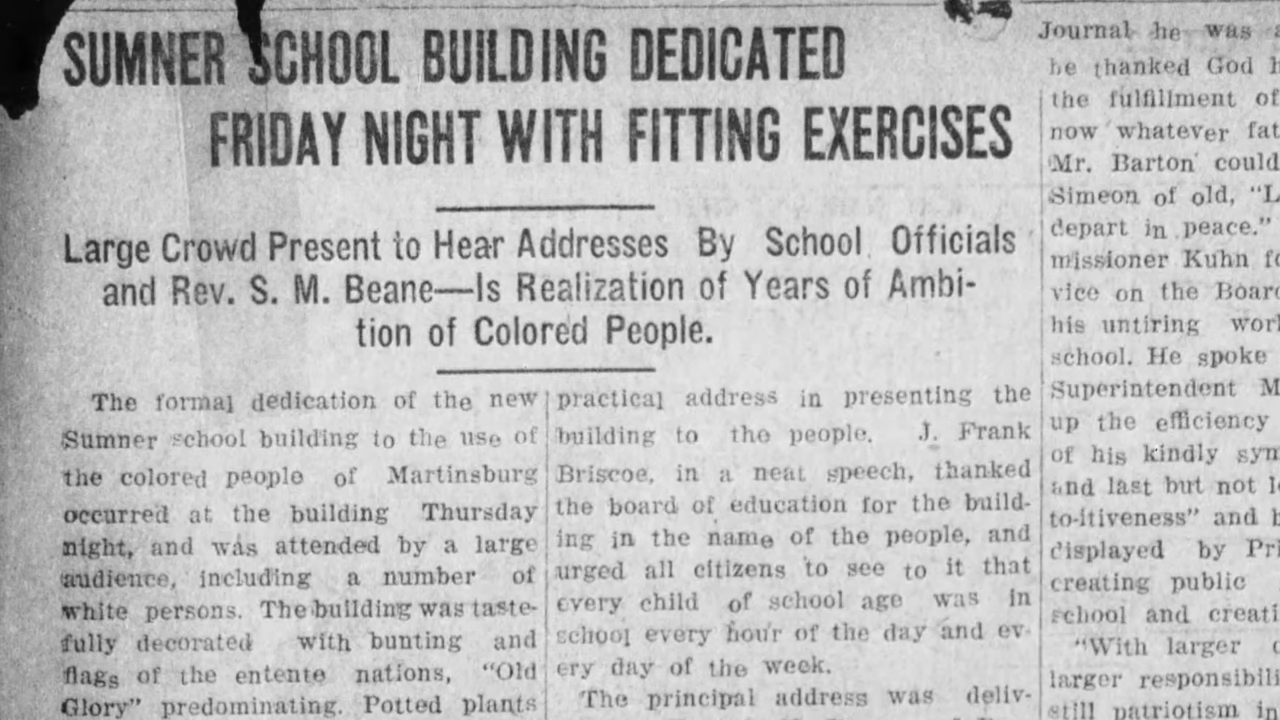 SUMNER SCHOOL BUILDING DEDICATED
FRIDAY NIGHT WITH FITTING EXERCISES
Large Crowd Present to Hear Addresses By School Officials
and Rev. S. M. Beane—Is Realization of Years of Ambi-
tion of Colored People.
The formal dedication of the new
Sumner school building to the use of
the colored people of Martinsburg
occurred at the building Thursday
night, and was attended by a large
audience, including a number of
white persons. The building was taste-
fully decorated with bunting and
flags of the entente nations, "Old
Glory" predominating. Potted plants
practical address in presenting the
building to the people. J. Frank
Briscoe, in a neat speech, thanked
the board of education for the build-
ing in the name of the people, and
urged all citizens to see to it that
every child of school age was in
school every hour of the day and ev-
ery day of the week.
The principal address was deliv-
Journal he was
he thanked God
the fulfillment of
now whatever
Mr. Barton could
Simeon of old,
depart in peace."
missioner Kuhn
vice on the
his untiring
school. He spoke
Superintendent
up the efficiency
of his kindly
and last but not
to-itiveness" and
displayed by
creating public
school and
"With larger
larger
still patriotism in